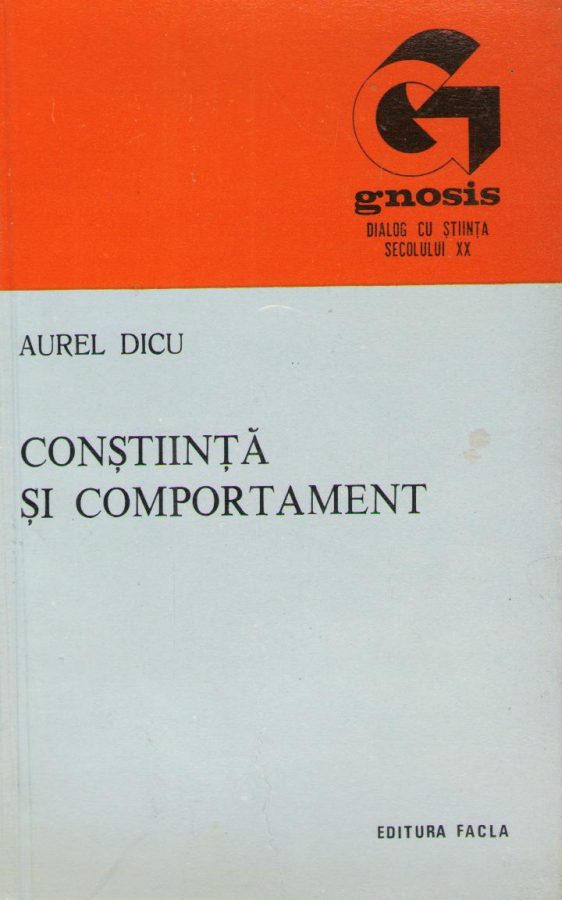 gnosis
DIALOG CU ȘTIINȚA
SECOLULUI XX
AUREL DICU
CONȘTIINȚĂ
ȘI COMPORTAMENT
EDITURA FACLA